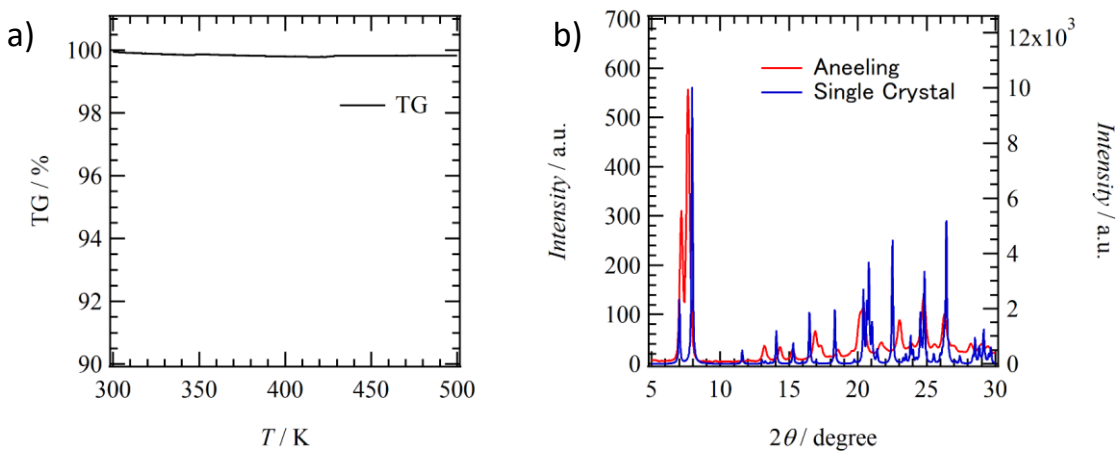 a)
TG / %
100
98
96
94
92
90
TG
300
350
400
450
500
T / K
b)
Intensity / a.u.
700
600
500
400
300
200
100
0
Aneeling
Single Crystal
12x10³
10
8
6
4
2
0
Intensity / a.u.
5
10
15
20
25
30
2θ / degree